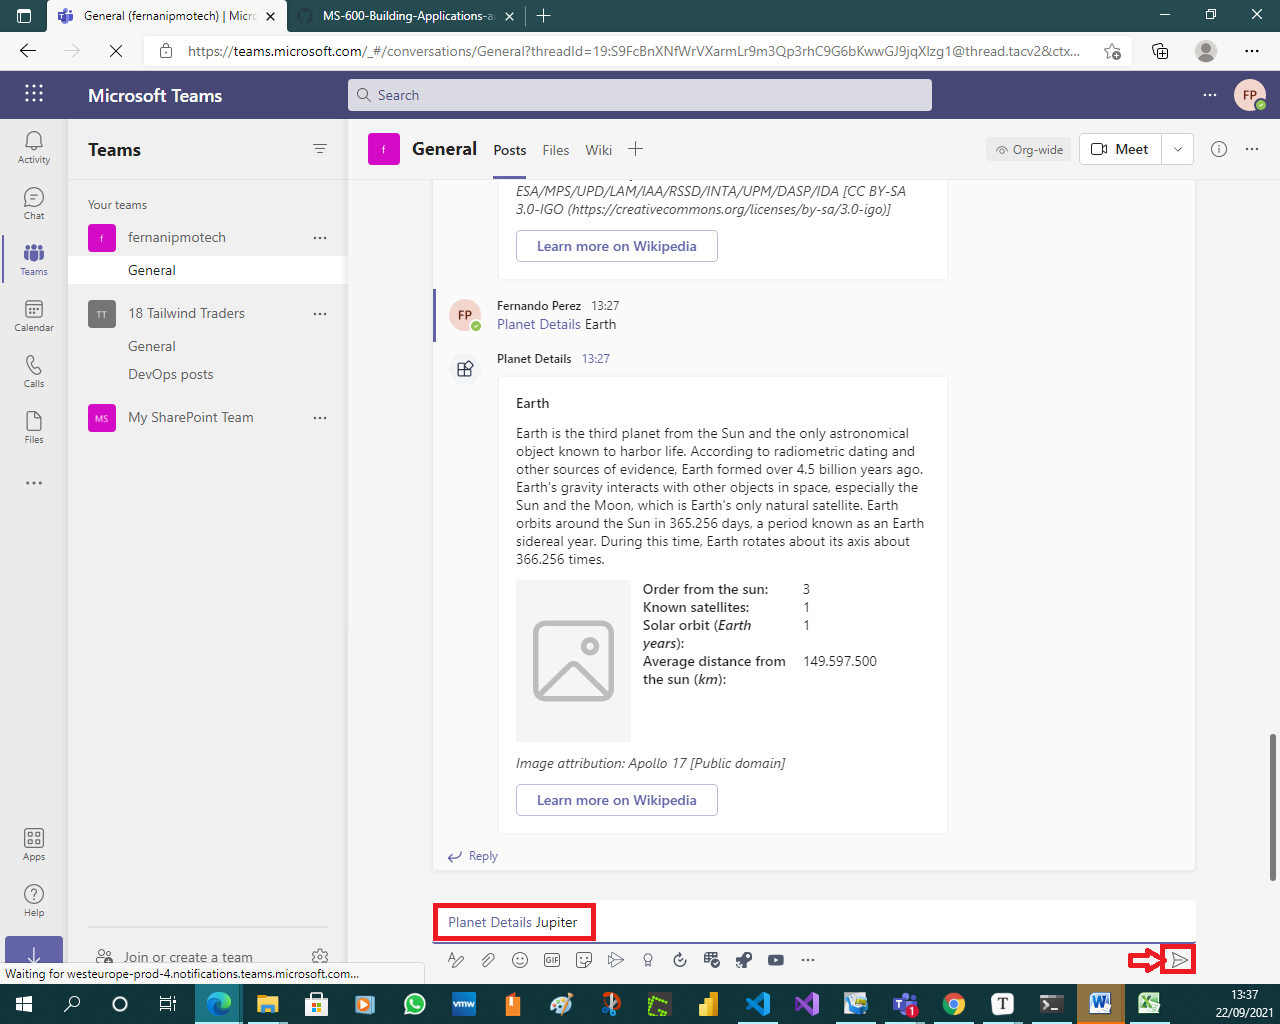 General (fernanipmotech) | Micro
MS-600-Building-Applications-a
https://teams.microsoft.com/_#/conversations/General?threadId=19:S9FcBnXNfWrVXarmLr9m3Qp3rhC9G6bKwwGJ9jqXlzg1@thread.tacv2&ctx...
Microsoft Teams
Search
FP
Activity
Chat
Teams
Calendar
Calls
Files
Apps
Help
Teams
Your teams
f
fernanipmotech
General
TT
18 Tailwind Traders
General
DevOps posts
MS
My SharePoint Team
Join or create a team
f
General
Posts
Files
Wiki
Org-wide
Meet
ESA/MPS/UPD/LAM/IAA/RSSD/INTA/UPM/DASP/IDA [CC BY-SA
3.0-IGO (https://creativecommons.org/licenses/by-sa/3.0-igo)]
Learn more on Wikipedia
FP
Fernando Perez 13:27
Planet Details Earth
Planet Details 13:27
Earth
Earth is the third planet from the Sun and the only astronomical
object known to harbor life. According to radiometric dating and
other sources of evidence, Earth formed over 4.5 billion years ago.
Earth's gravity interacts with other objects in space, especially the
Sun and the Moon, which is Earth's only natural satellite. Earth
orbits around the Sun in 365.256 days, a period known as an Earth
sidereal year. During this time, Earth rotates about its axis about
366.256 times.
Order from the sun: 3
Known satellites: 1
Solar orbit (Earth 1
years):
Average distance from 149.597.500
the sun (km):
Image attribution: Apollo 17 [Public domain]
Learn more on Wikipedia
Reply
Planet Details Jupiter
GIF
Waiting for westeurope-prod-4.notifications.teams.microsoft.com...
vmw
T
1
13:37
22/09/2021